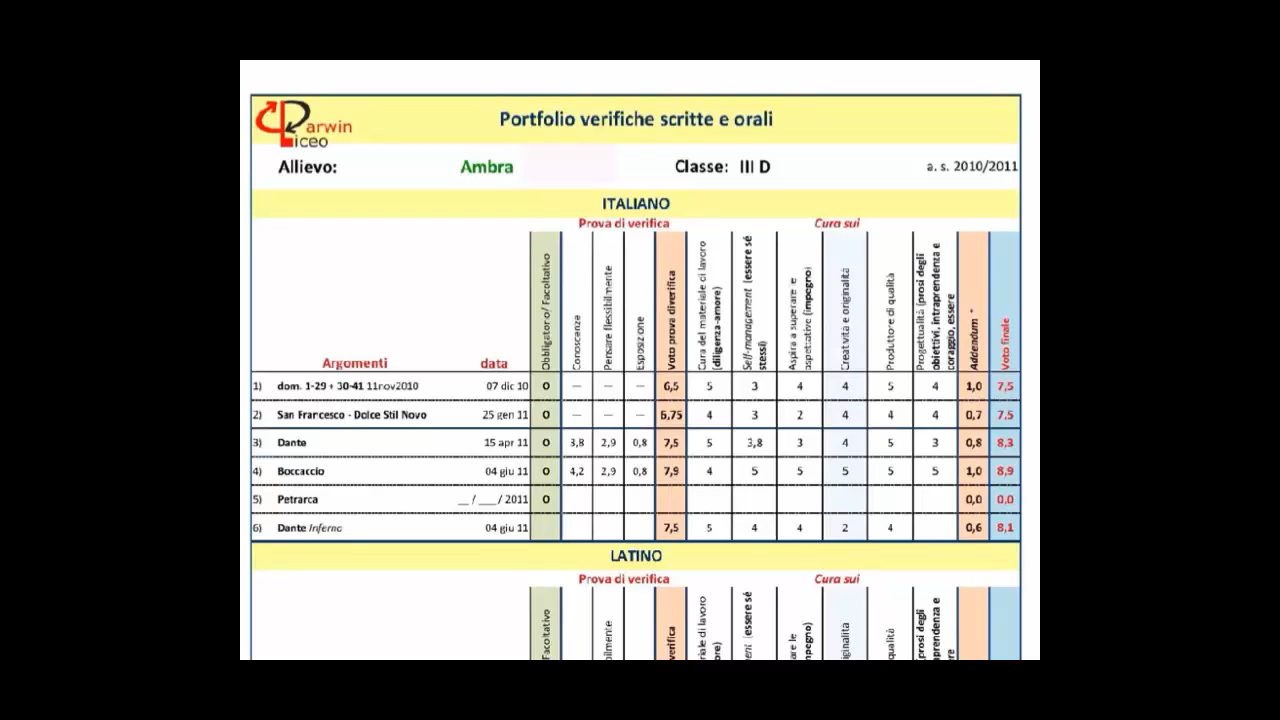 Darwin
Liceo
Portfolio verifiche scritte e orali
Allievo: Ambra Classe: III D a. s. 2010/2011
ITALIANO
Prova di verifica Cura sui
Argomenti data Obbligatorio/ Facoltativo Conoscenze Pensare flessibilmente Esposizione Voto prova diverifica Cura del materiale di lavoro (diligenza-amore) Self-management (essere sé stessi) Aspira a superare le aspettative (impegno) Creatività e originalità Produttore di qualità Progettualità (prosi degli obiettivi, intraprendenza e coraggio, essere Addendum * Voto finale
1) dom. 1-29 + 30-41 11nov2010 07 dic 10 O — — — 6,5 5 3 4 4 5 4 1,0 7,5
2) San Francesco - Dolce Stil Novo 25 gen 11 O — — — 6,75 4 3 2 4 4 4 0,7 7.5
3) Dante 15 apr 11 O 3,8 2,9 0,8 7,5 5 3,8 3 4 5 3 0,8 8,3
4) Boccaccio 04 giu 11 O 4,2 2,9 0,8 7,9 4 5 5 5 5 5 1,0 8,9
5) Petrarca __ / ___ / 2011 O 0,0 0.0
6) Dante Inferno 04 giu 11 7,5 5 4 4 2 4 0,6 8,1
LATINO
Prova di verifica Cura sui